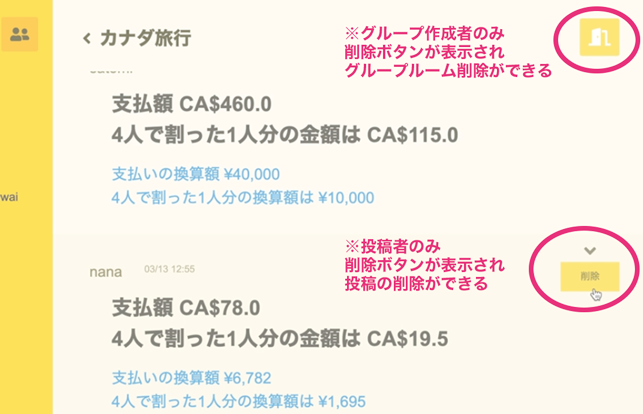 カナダ旅行
※グループ作成者のみ
削除ボタンが表示され
グループルーム削除ができる
支払額 CA$460.0
4人で割った1人分の金額は CA$115.0
支払いの換算額 ¥40,000
4人で割った1人分の換算額は ¥10,000
wai
※投稿者のみ
削除ボタンが表示され
投稿の削除ができる
nana 03/13 12:55
削除
支払額 CA$78.0
4人で割った1人分の金額は CA$19.5
支払いの換算額 ¥6,782
4人で割った1人分の換算額は ¥1,695